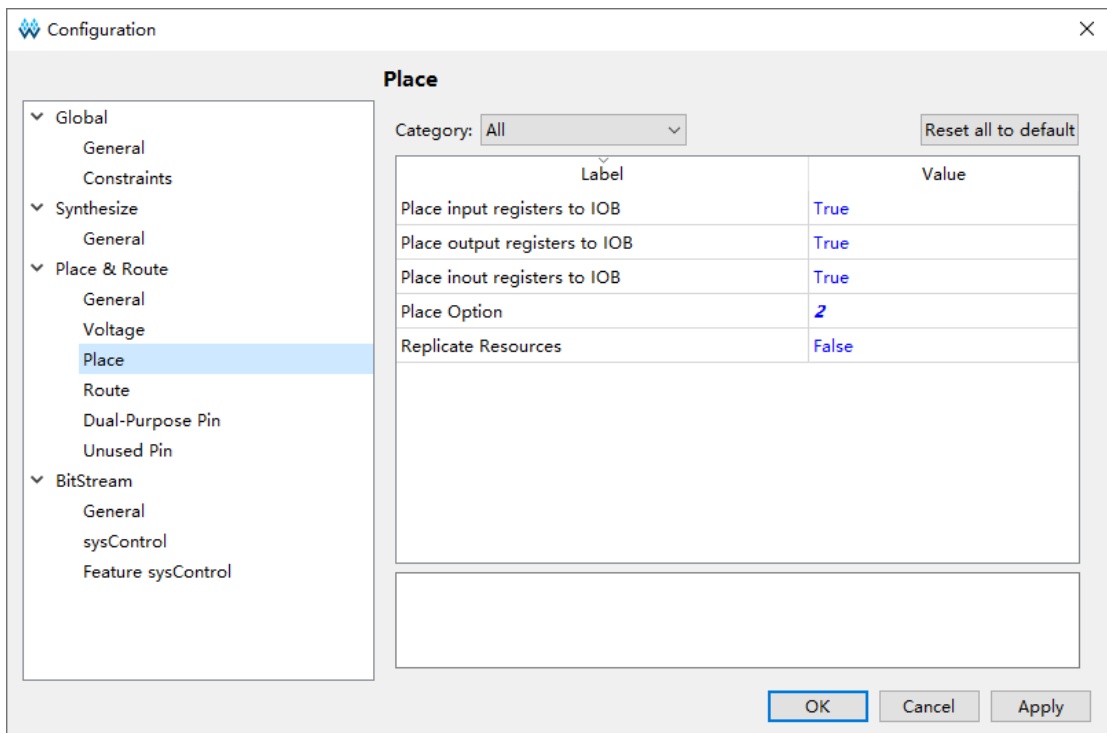 Configuration
Place
Global
General
Constraints
Synthesize
General
Place & Route
General
Voltage
Place
Route
Dual-Purpose Pin
Unused Pin
BitStream
General
sysControl
Feature sysControl
Category: All
Reset all to default
Label Value
Place input registers to IOB True
Place output registers to IOB True
Place inout registers to IOB True
Place Option 2
Replicate Resources False
OK Cancel Apply